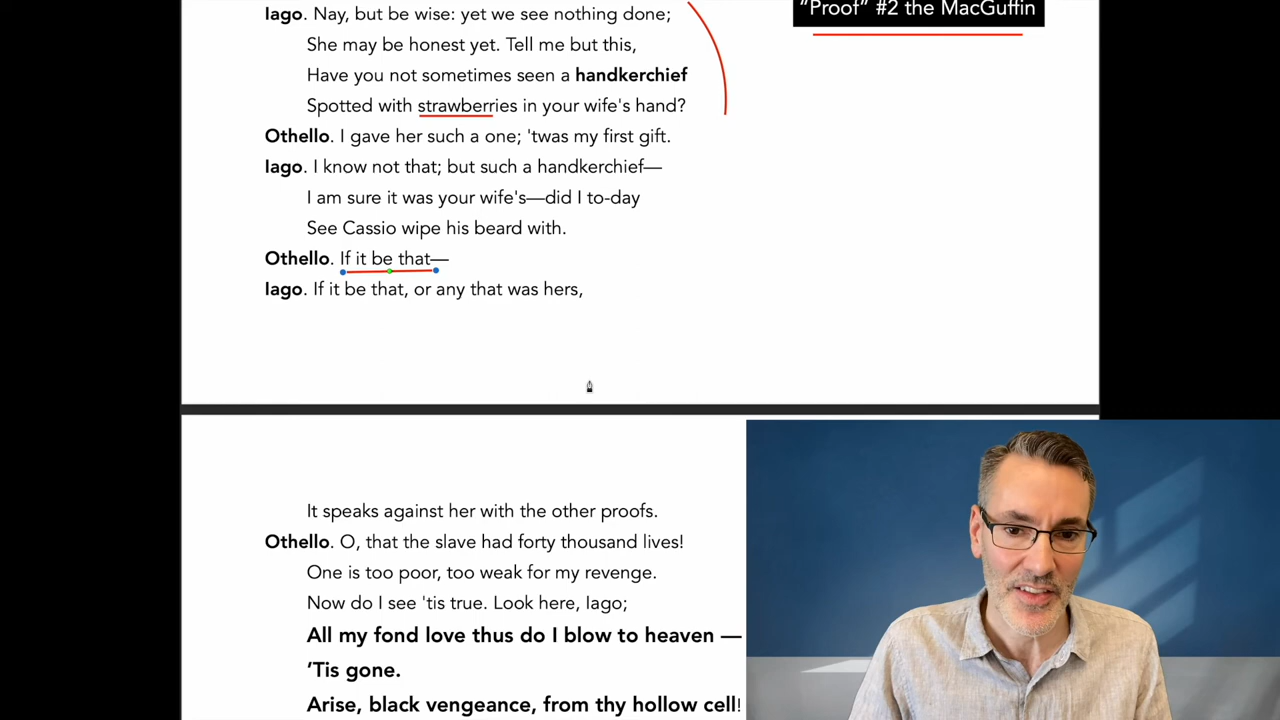 Iago. Nay, but be wise: yet we see nothing done;
She may be honest yet. Tell me but this,
Have you not sometimes seen a handkerchief
Spotted with strawberries in your wife's hand?
Othello. I gave her such a one; 'twas my first gift.
Iago. I know not that; but such a handkerchief—
I am sure it was your wife's—did I to-day
See Cassio wipe his beard with.
Othello. If it be that—
Iago. If it be that, or any that was hers,
"Proof" #2 the MacGuffin
It speaks against her with the other proofs.
Othello. O, that the slave had forty thousand lives!
One is too poor, too weak for my revenge.
Now do I see 'tis true. Look here, Iago;
All my fond love thus do I blow to heaven —
'Tis gone.
Arise, black vengeance, from thy hollow cell!